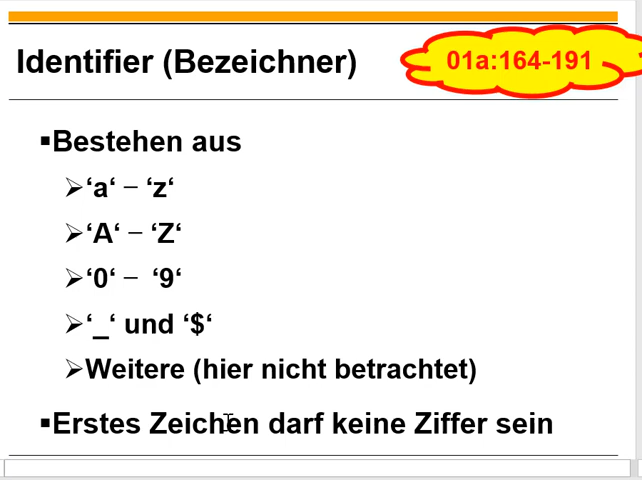 Identifier (Bezeichner)
01a:164-191
▪Bestehen aus
➢‘a‘ – ‘z‘
➢‘A‘ – ‘Z‘
➢‘0‘ – ‘9‘
➢‘_‘ und ‘$‘
➢Weitere (hier nicht betrachtet)
▪Erstes Zeichen darf keine Ziffer sein